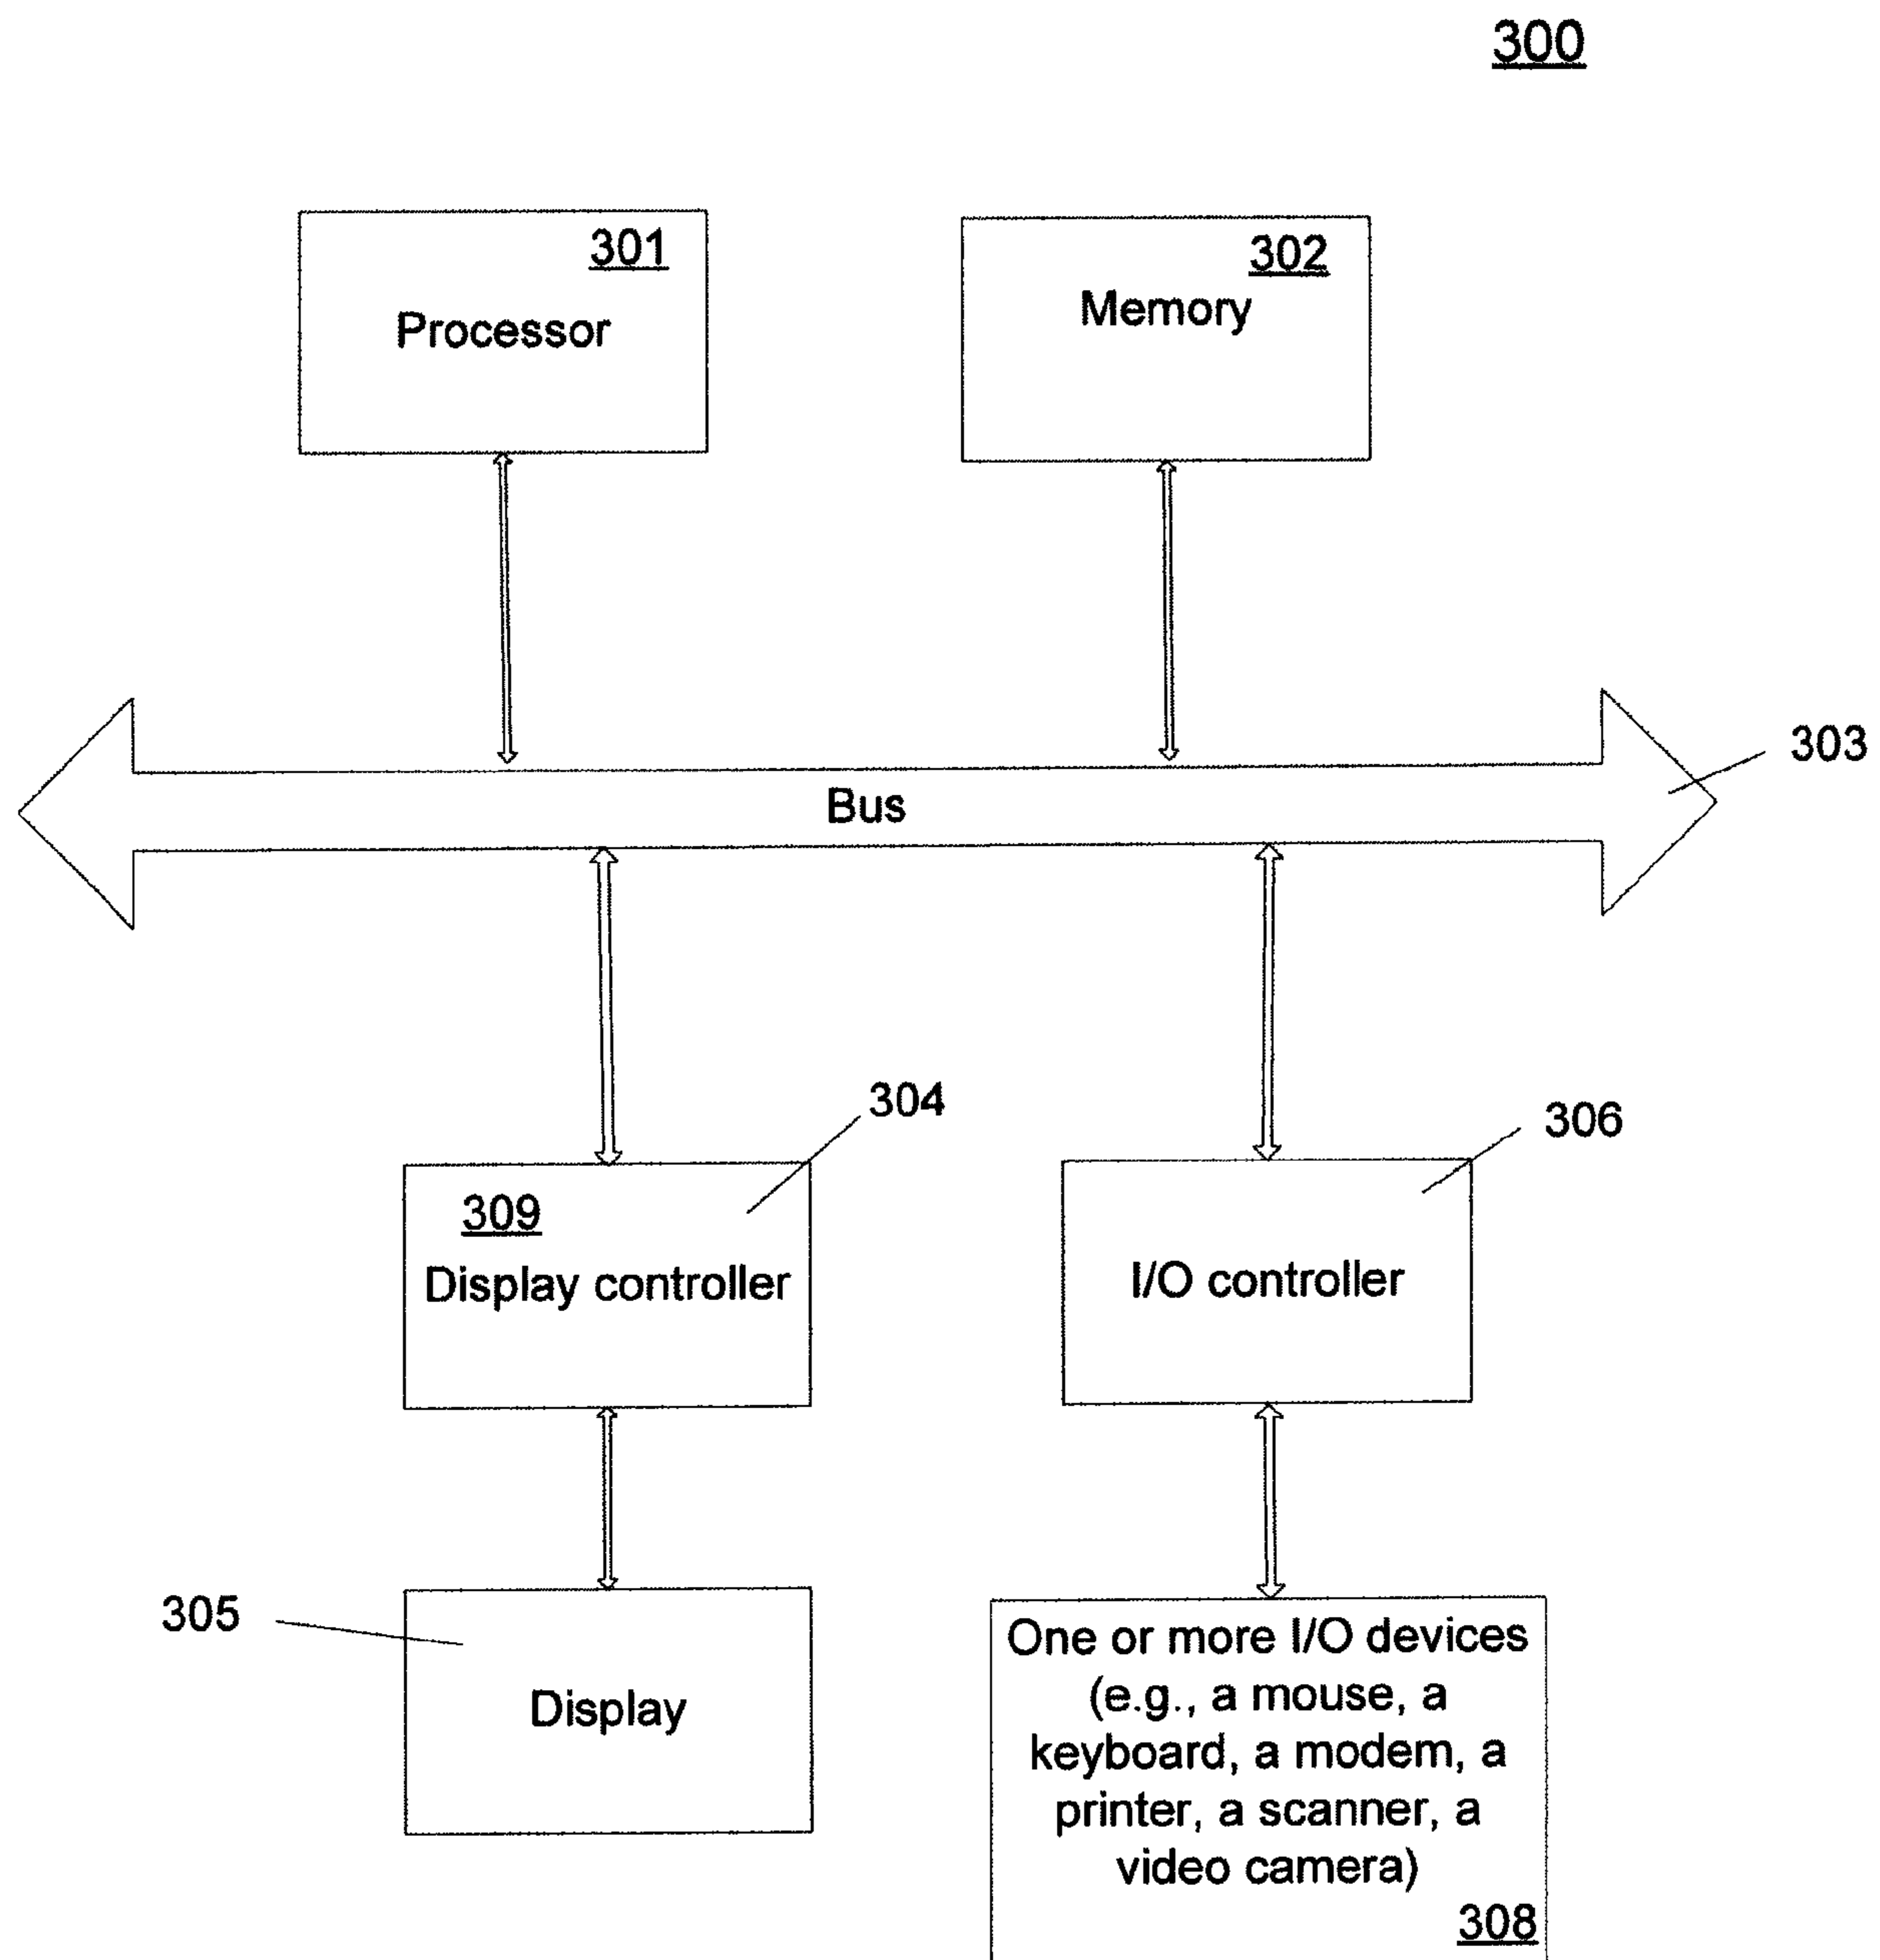 300
301
Processor
302
Memory
303
Bus
304
306
309
Display controller
I/O controller
305
Display
One or more I/O devices
(e.g., a mouse, a
keyboard, a modem, a
printer, a scanner, a
video camera)
308